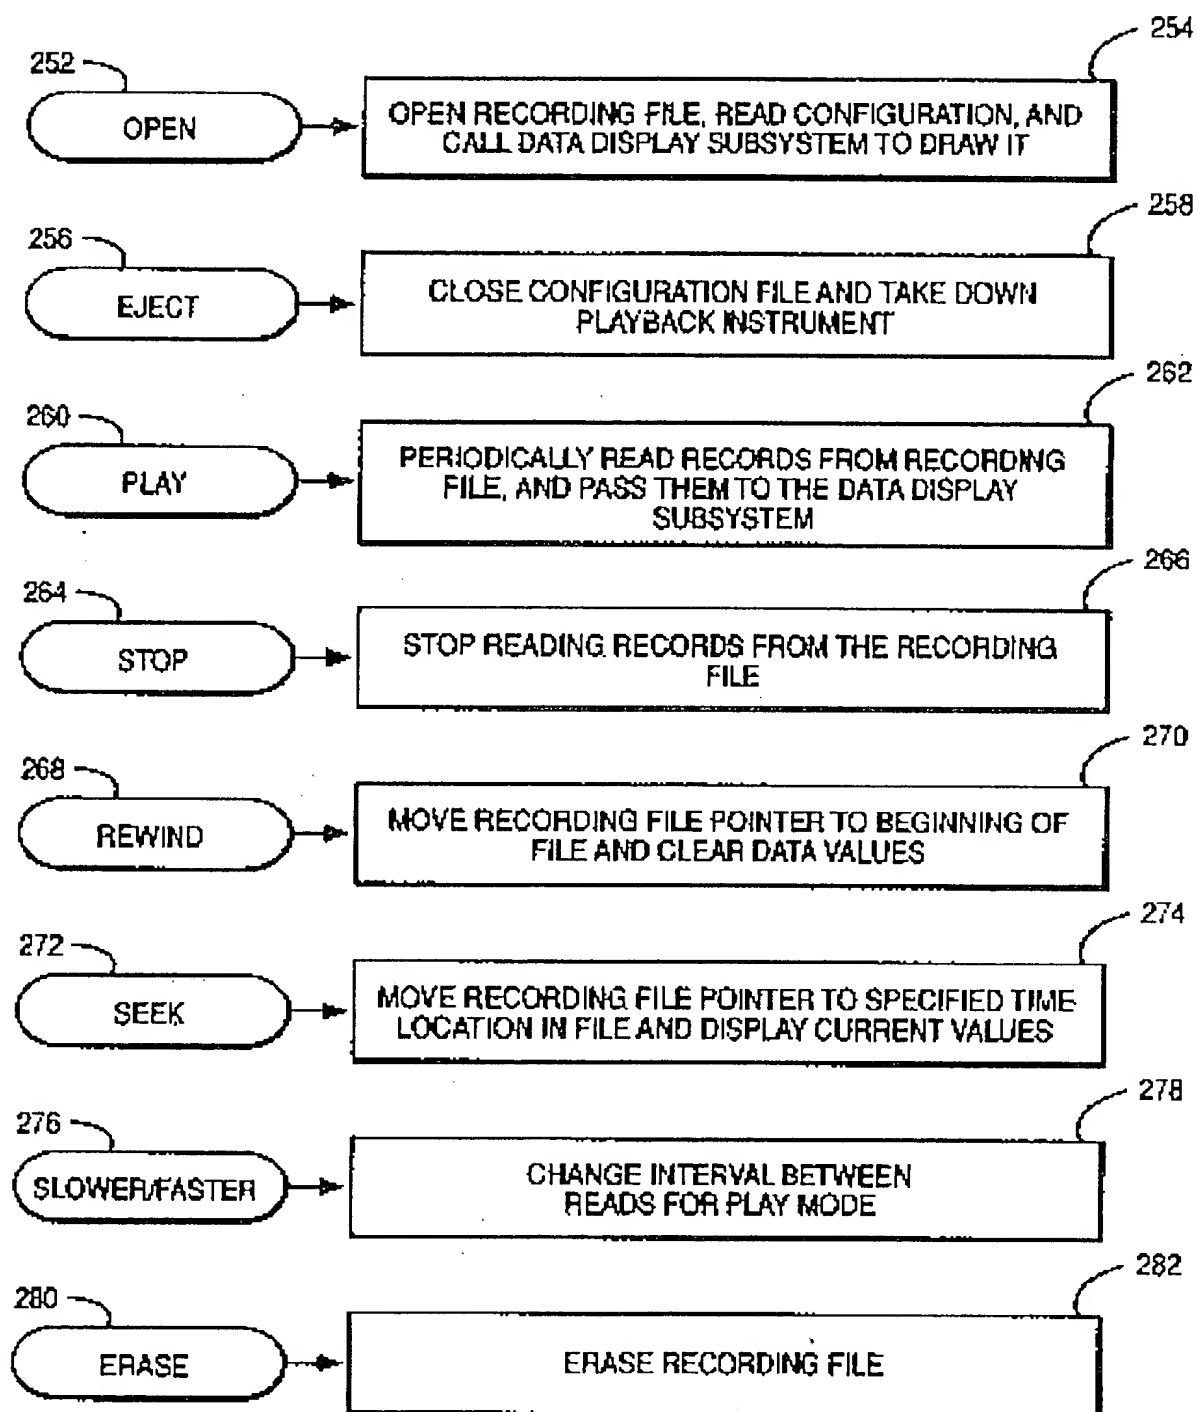 254
252
OPEN
OPEN RECORDING FILE, READ CONFIGURATION, AND
CALL DATA DISPLAY SUBSYSTEM TO DRAW IT
258
256
EJECT
CLOSE CONFIGURATION FILE AND TAKE DOWN
PLAYBACK INSTRUMENT
262
260
PLAY
PERIODICALLY READ RECORDS FROM RECORDING
FILE, AND PASS THEM TO THE DATA DISPLAY
SUBSYSTEM
266
264
STOP
STOP READING RECORDS FROM THE RECORDING
FILE
270
268
REWIND
MOVE RECORDING FILE POINTER TO BEGINNING OF
FILE AND CLEAR DATA VALUES
274
272
SEEK
MOVE RECORDING FILE POINTER TO SPECIFIED TIME
LOCATION IN FILE AND DISPLAY CURRENT VALUES
278
276
SLOWER/FASTER
CHANGE INTERVAL BETWEEN
READS FOR PLAY MODE
282
280
ERASE
ERASE RECORDING FILE